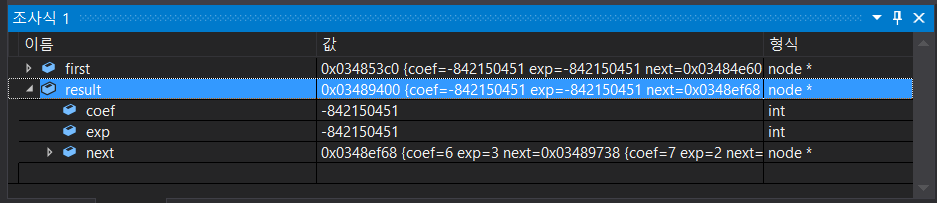 조사식 1
이름 값 형식
first 0x034853c0 {coef=-842150451 exp=-842150451 next=0x03484e60 node *
result 0x03489400 {coef=-842150451 exp=-842150451 next=0x0348ef68 node *
coef -842150451 int
exp -842150451 int
next 0x0348ef68 {coef=6 exp=3 next=0x03489738 {coef=7 exp=2 next= node *